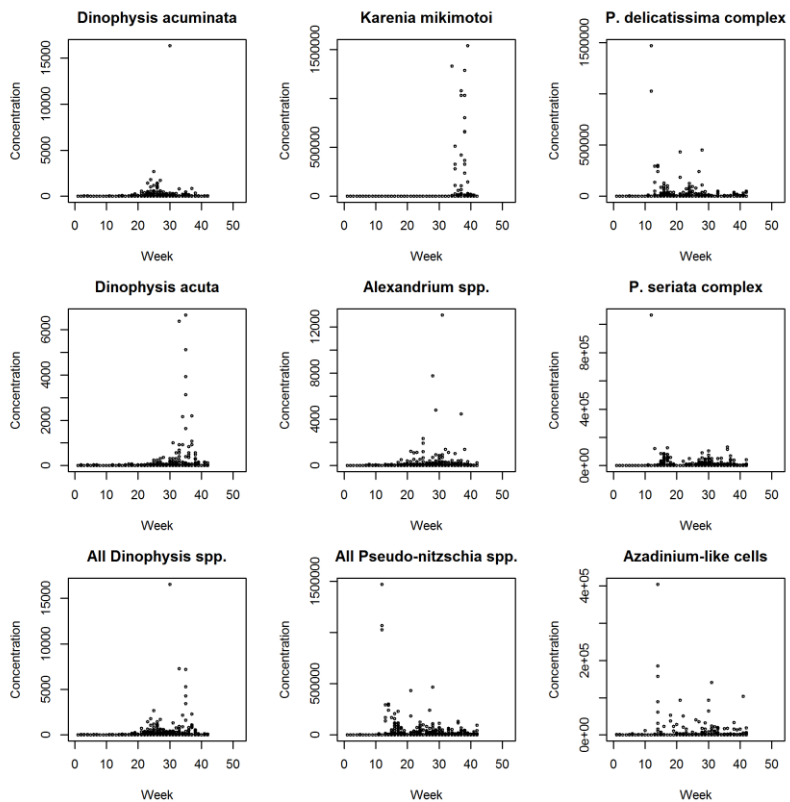 Dinophysis acuminata
Concentration
15000
10000
5000
0
0 10 20 30 40 50
Week
Karenia mikimotoi
Concentration
1500000
500000
0
0 10 20 30 40 50
Week
P. delicatissima complex
Concentration
1500000
500000
0
0 10 20 30 40 50
Week
Dinophysis acuta
Concentration
6000
4000
2000
0
0 10 20 30 40 50
Week
Alexandrium spp.
Concentration
12000
8000
4000
0
0 10 20 30 40 50
Week
P. seriata complex
Concentration
8e+05
4e+05
0e+00
0 10 20 30 40 50
Week
All Dinophysis spp.
Concentration
15000
10000
5000
0
0 10 20 30 40 50
Week
All Pseudo-nitzschia spp.
Concentration
1500000
500000
0
0 10 20 30 40 50
Week
Azadinium-like cells
Concentration
4e+05
2e+05
0e+00
0 10 20 30 40 50
Week